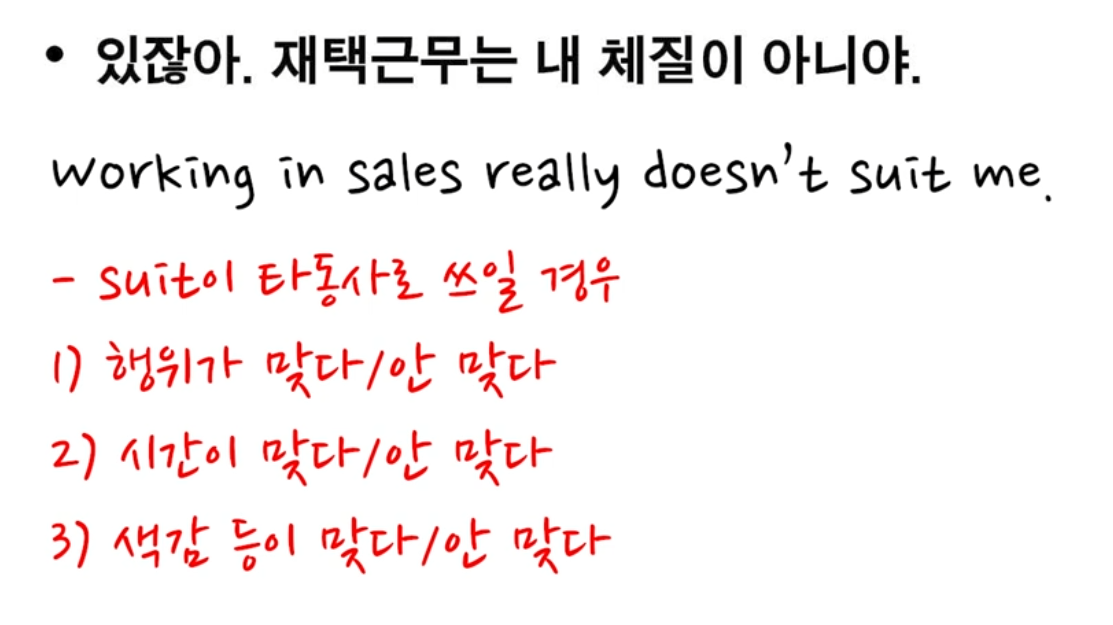 • 있잖아. 재택근무는 내 체질이 아니야.
working in sales really doesn't suit me.
- suit이 타동사로 쓰일 경우
1) 행위가 맞다/안 맞다
2) 시간이 맞다/안 맞다
3) 색감 등이 맞다/안 맞다